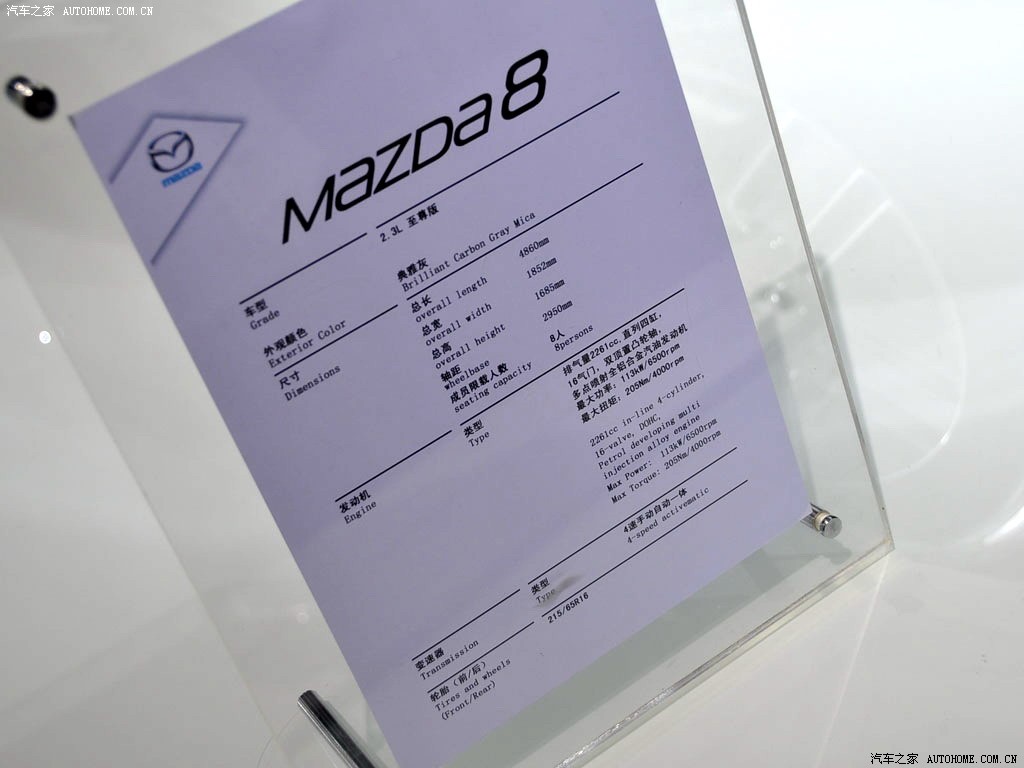 汽车之家 AUTOHOME.COM.CN
mazda
mazda8
车型 2.3L 至尊版
Grade
外观颜色 典雅灰
Exterior Color Brilliant Carbon Gray Mica
尺寸 总长 4860mm
Dimensions overall length
总宽 1852mm
overall width
总高 1685mm
overall height
轴距 2950mm
wheelbase
成员限载人数 8人
seating capacity 8persons
发动机 类型 排气量2261cc,直列四缸,
Engine Type 16气门, 双顶置凸轮轴,
多点喷射全铝合金汽油发动机
最大功率: 113kW/6500rpm
最大扭矩: 205Nm/4000rpm
2261cc in-line 4-cylinder,
16-valve, DOHC,
Petrol developing multi
injection alloy engine
Max Power: 113kW/6500rpm
Max Torque: 205Nm/4000rpm
变速器 类型 4速手动自动一体
Transmission Type 4-speed activematic
轮胎 (前/后) 215/65R16
Tires and wheels
(Front/Rear)
汽车之家 AUTOHOME.COM.CN